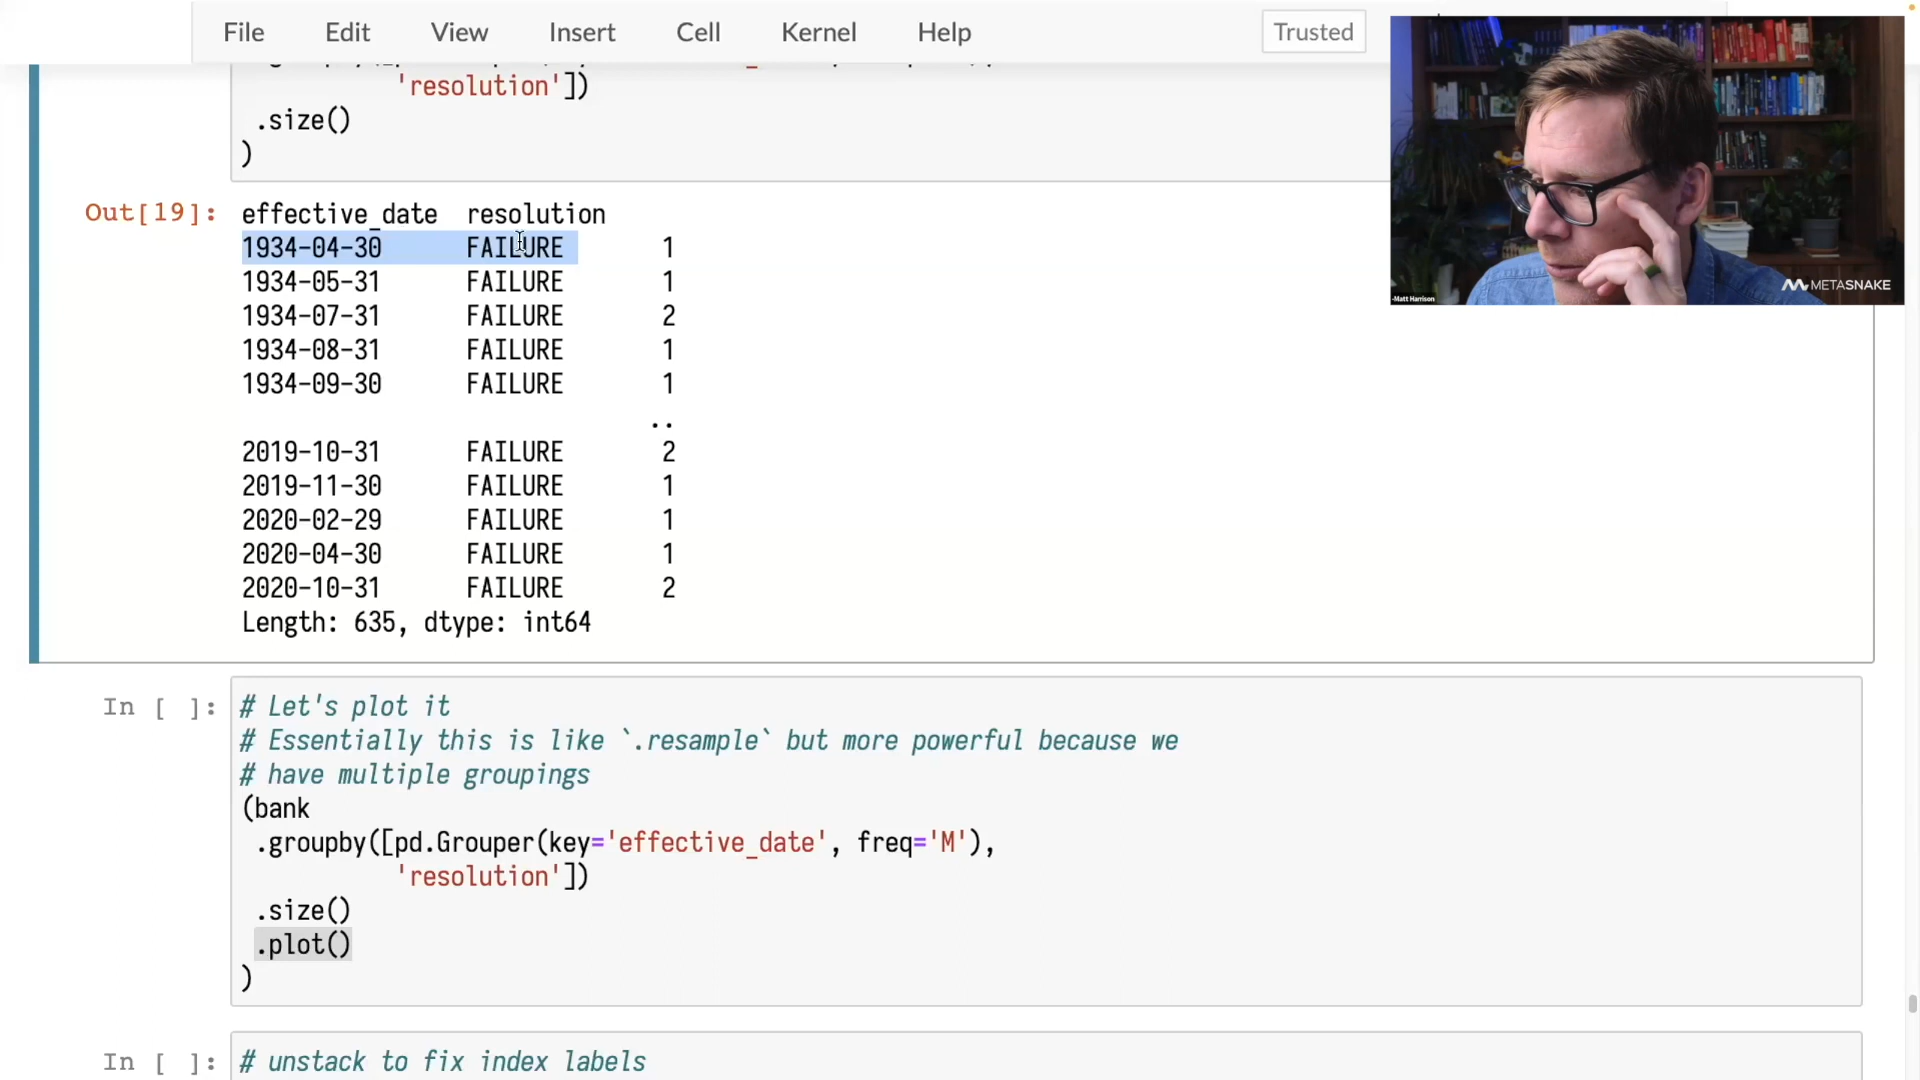 File Edit View Insert Cell Kernel Help Trusted
'resolution'])
.size()
)
METASNAKE
-Matt Harrison
Out[19]: effective_date resolution
1934-04-30 FAILURE 1
1934-05-31 FAILURE 1
1934-07-31 FAILURE 2
1934-08-31 FAILURE 1
1934-09-30 FAILURE 1
..
2019-10-31 FAILURE 2
2019-11-30 FAILURE 1
2020-02-29 FAILURE 1
2020-04-30 FAILURE 1
2020-10-31 FAILURE 2
Length: 635, dtype: int64
In [ ]: # Let's plot it
# Essentially this is like `.resample` but more powerful because we
# have multiple groupings
(bank
.groupby([pd.Grouper(key='effective_date', freq='M'),
'resolution'])
.size()
.plot()
)
In [ ]: # unstack to fix index labels